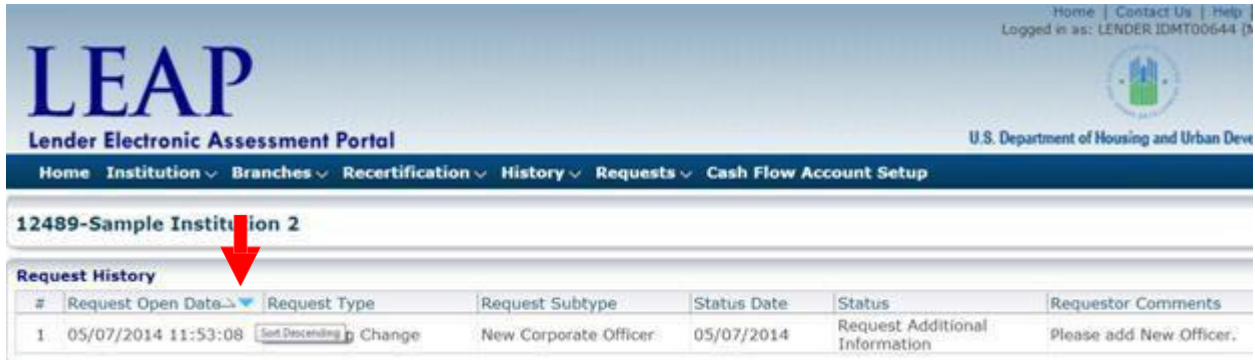 Home | Contact Us | Help |
Logged in as: LENDER IDMT00644 (M
LEAP
Lender Electronic Assessment Portal
U.S. Department of Housing and Urban Deve
Home Institution Branches Recertification History Requests Cash Flow Account Setup
12489-Sample Institution 2
Request History
# Request Open Date Request Type Request Subtype Status Date Status Requestor Comments
1 05/07/2014 11:53:08 Sort Descending p Change New Corporate Officer 05/07/2014 Request Additional Please add New Officer.
Information